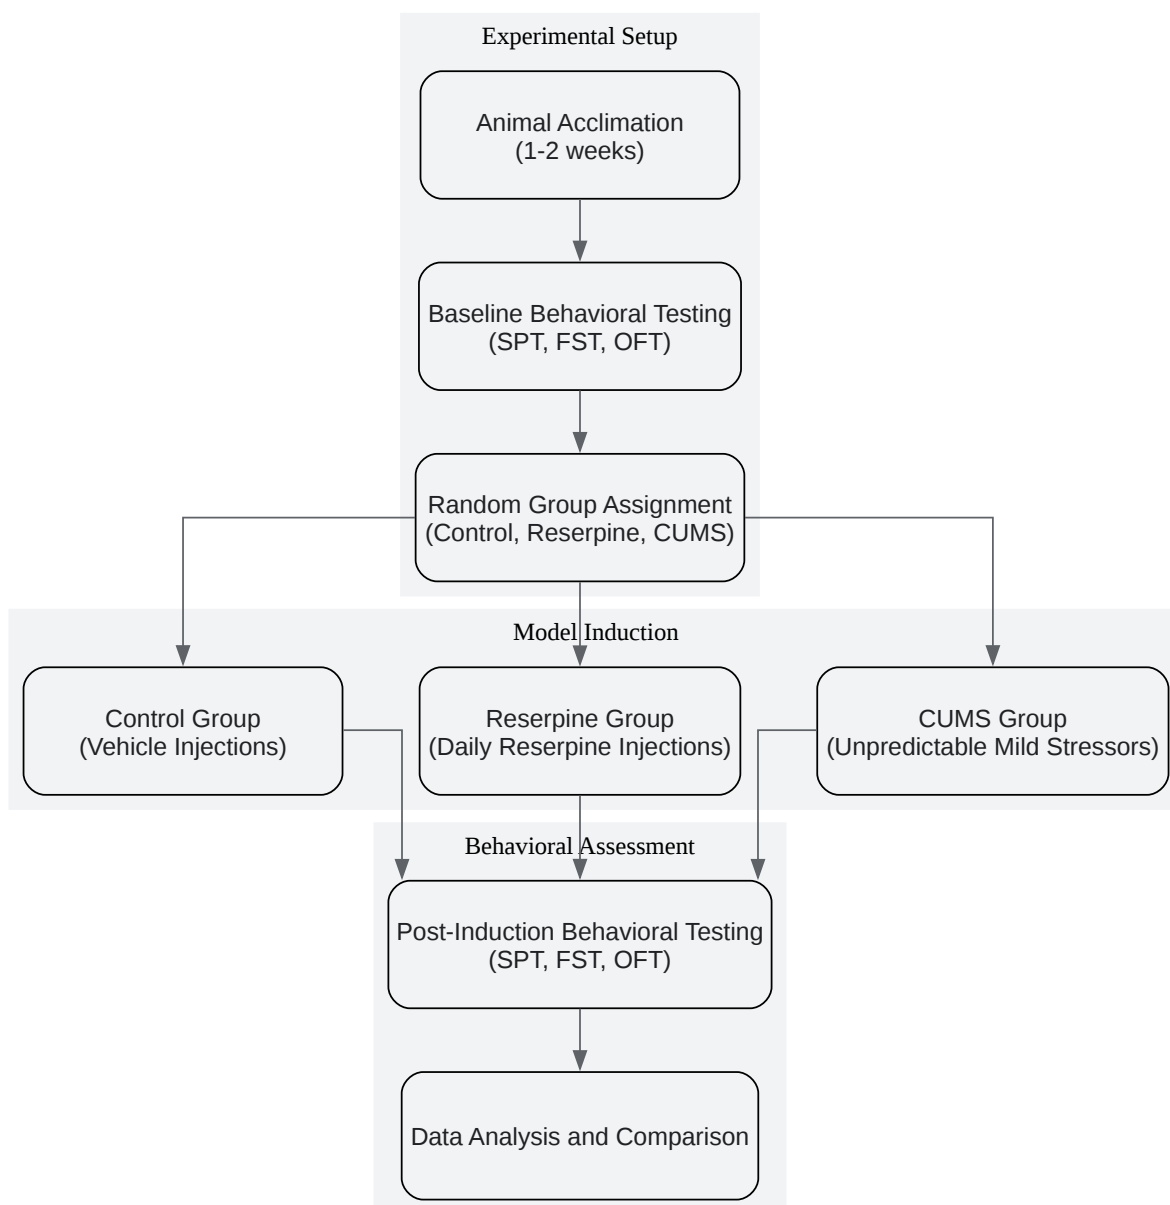 Experimental Setup
Animal Acclimation
(1-2 weeks)
Baseline Behavioral Testing
(SPT, FST, OFT)
Random Group Assignment
(Control, Reserpine, CUMS)
Model Induction
Control Group
(Vehicle Injections)
Reserpine Group
(Daily Reserpine Injections)
CUMS Group
(Unpredictable Mild Stressors)
Behavioral Assessment
Post-Induction Behavioral Testing
(SPT, FST, OFT)
Data Analysis and Comparison